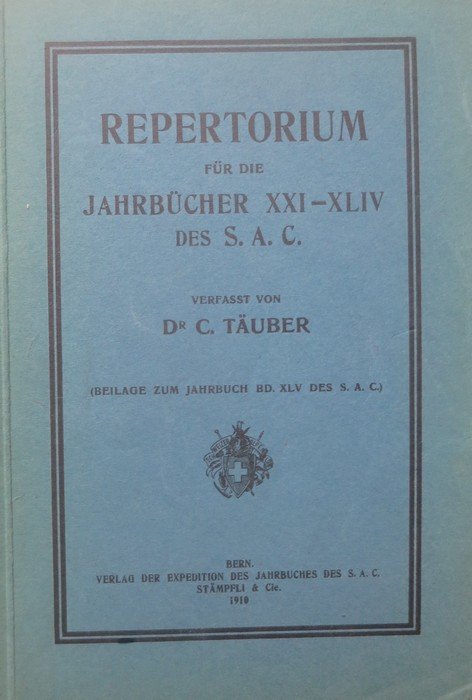 REPERTORIUM
FÜR DIE
JAHRBÜCHER XXI–XLIV
DES S. A. C.
VERFASST VON
DR C. TÄUBER
(BEILAGE ZUM JAHRBUCH BD. XLV DES S. A. C.)
BERN.
VERLAG DER EXPEDITION DES JAHRBUCHES DES S. A. C.
STÄMPFLI & Cie.
1910